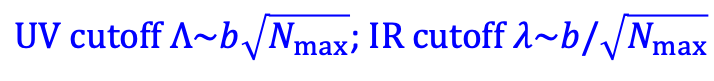 UV cutoff Λ~b√N_max; IR cutoff λ~b/√N_max